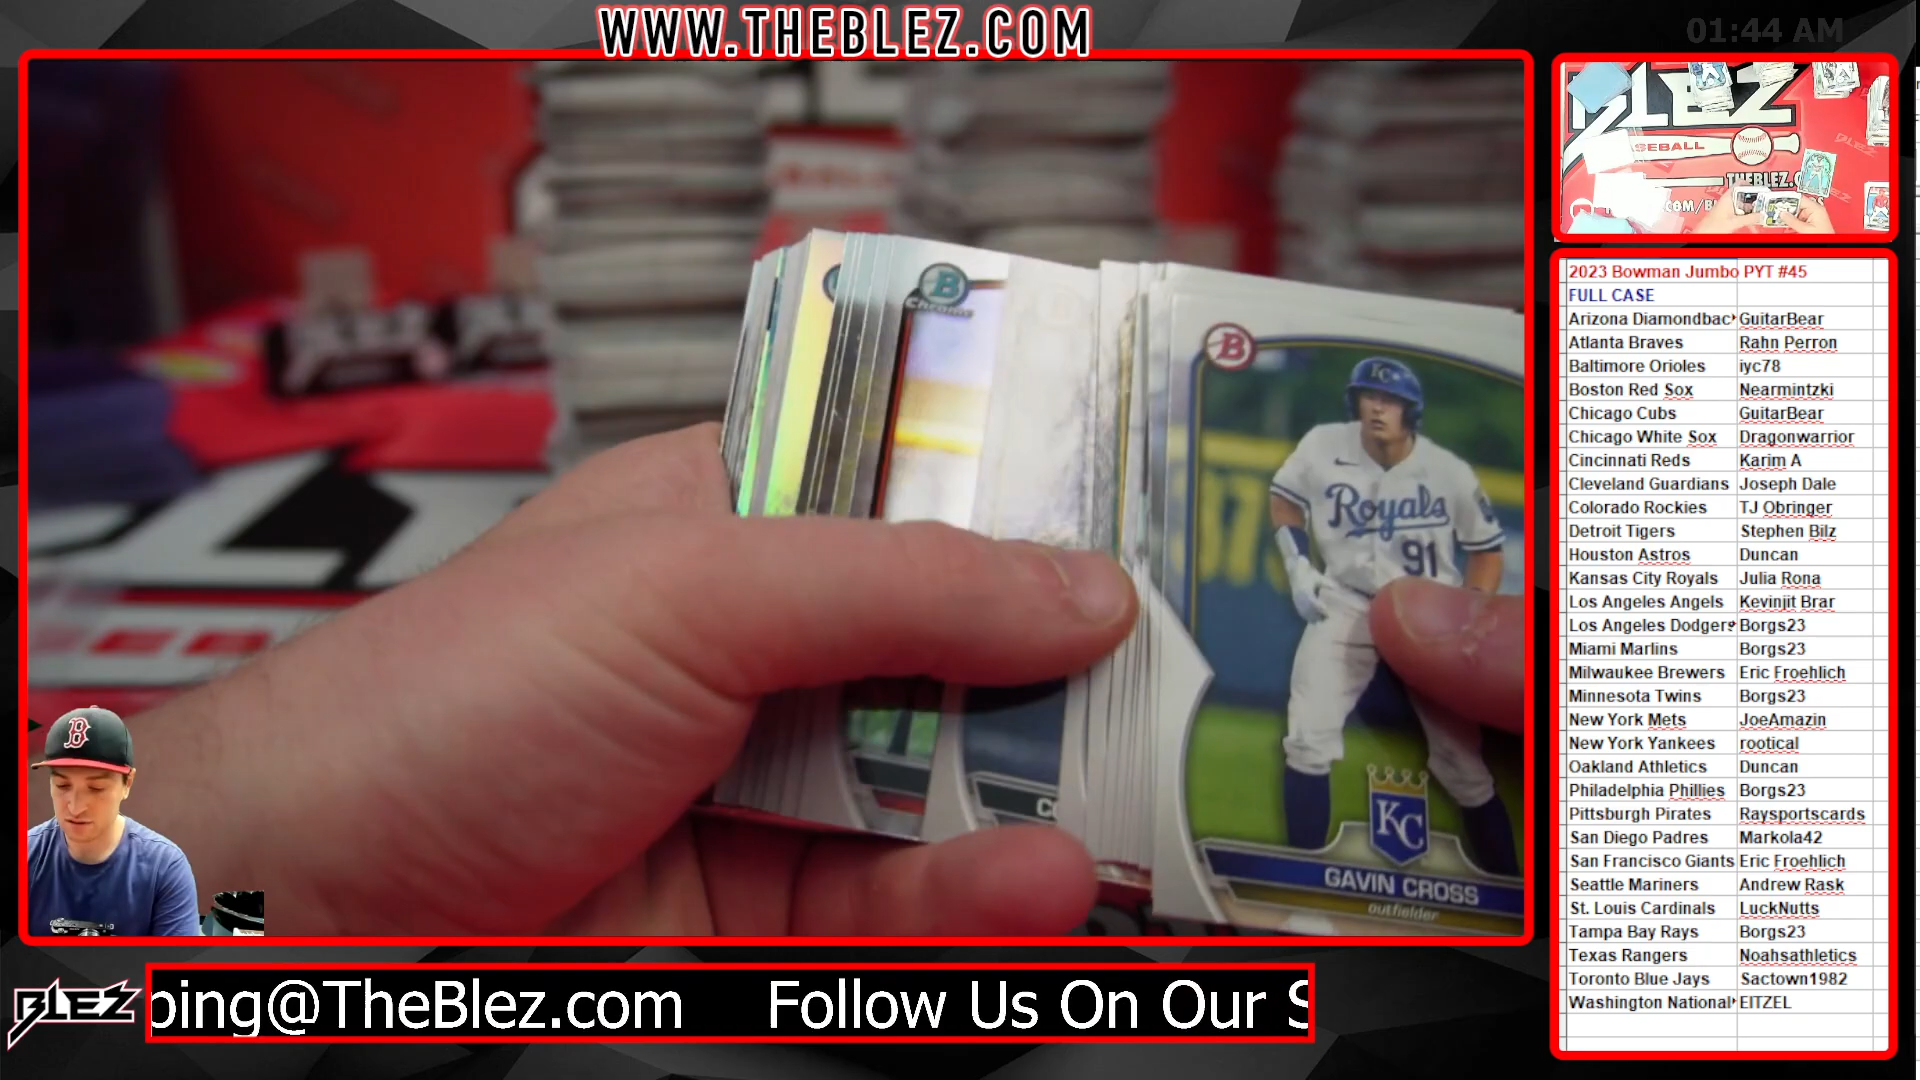 WWW.THEBLEZ.COM
01:44 AM
BLEZ
SEBALL
THEBLEZ.C
COM/BL
2023 Bowman Jumbo PYT #45
FULL CASE
Arizona Diamondbac GuitarBear
Atlanta Braves Rahn Perron
Baltimore Orioles iyc78
Boston Red Sox Nearmintzki
Chicago Cubs GuitarBear
Chicago White Sox Dragonwarrior
Cincinnati Reds Karim A
Cleveland Guardians Joseph Dale
Colorado Rockies TJ Obringer
Detroit Tigers Stephen Bilz
Houston Astros Duncan
Kansas City Royals Julia Rona
Los Angeles Angels Kevinjit Brar
Los Angeles Dodgers Borgs23
Miami Marlins Borgs23
Milwaukee Brewers Eric Froehlich
Minnesota Twins Borgs23
New York Mets JoeAmazin
New York Yankees rootical
Oakland Athletics Duncan
Philadelphia Phillies Borgs23
Pittsburgh Pirates Raysportscards
San Diego Padres Markola42
San Francisco Giants Eric Froehlich
Seattle Mariners Andrew Rask
St. Louis Cardinals LuckNutts
Tampa Bay Rays Borgs23
Texas Rangers Noahsathletics
Toronto Blue Jays Sactown1982
Washington National EITZEL
B
Chrome
B
KC
Royals
91
KC
GAVIN CROSS
outfielder
B
BLEZ
ping@TheBlez.com Follow Us On Our S